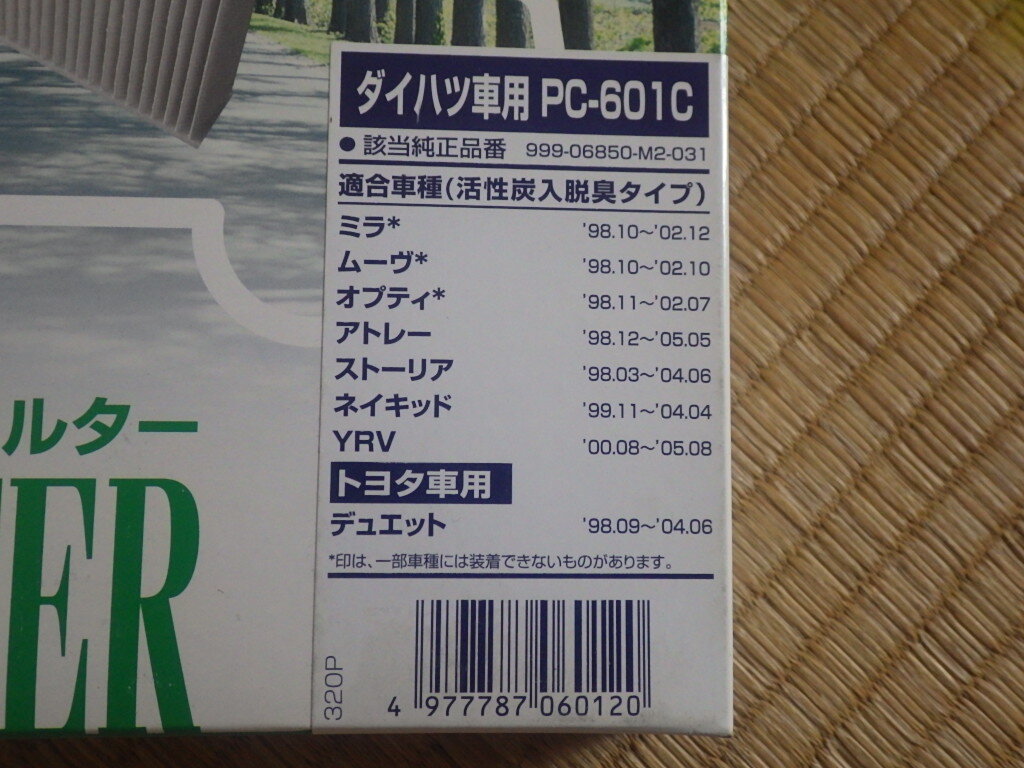 ダイハツ車用 PC-601C
● 該当純正品番 999-06850-M2-031
適合車種(活性炭入脱臭タイプ)
ミラ* '98.10~'02.12
ムーヴ* '98.10~'02.10
オプティ* '98.11~'02.07
アトレー '98.12~'05.05
ストーリア '98.03~'04.06
ネイキッド '99.11~'04.04
YRV '00.08~'05.08
トヨタ車用
デュエット '98.09~'04.06
*印は、一部車種には装着できないものがあります。
320P
4 977787 060120
ルター
TER